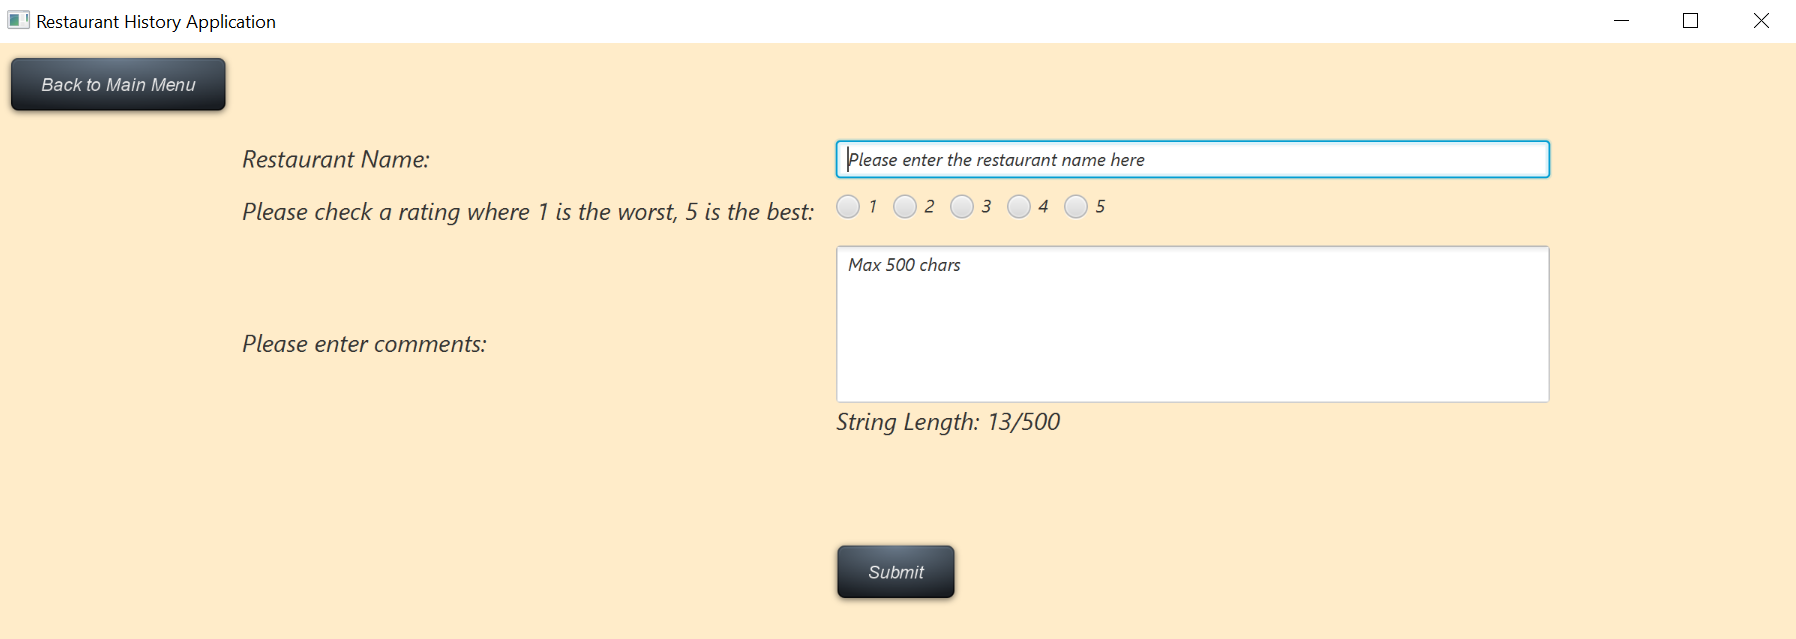 Restaurant History Application
Back to Main Menu
Restaurant Name:
Please enter the restaurant name here
Please check a rating where 1 is the worst, 5 is the best:
1 2 3 4 5
Max 500 chars
Please enter comments:
String Length: 13/500
Submit